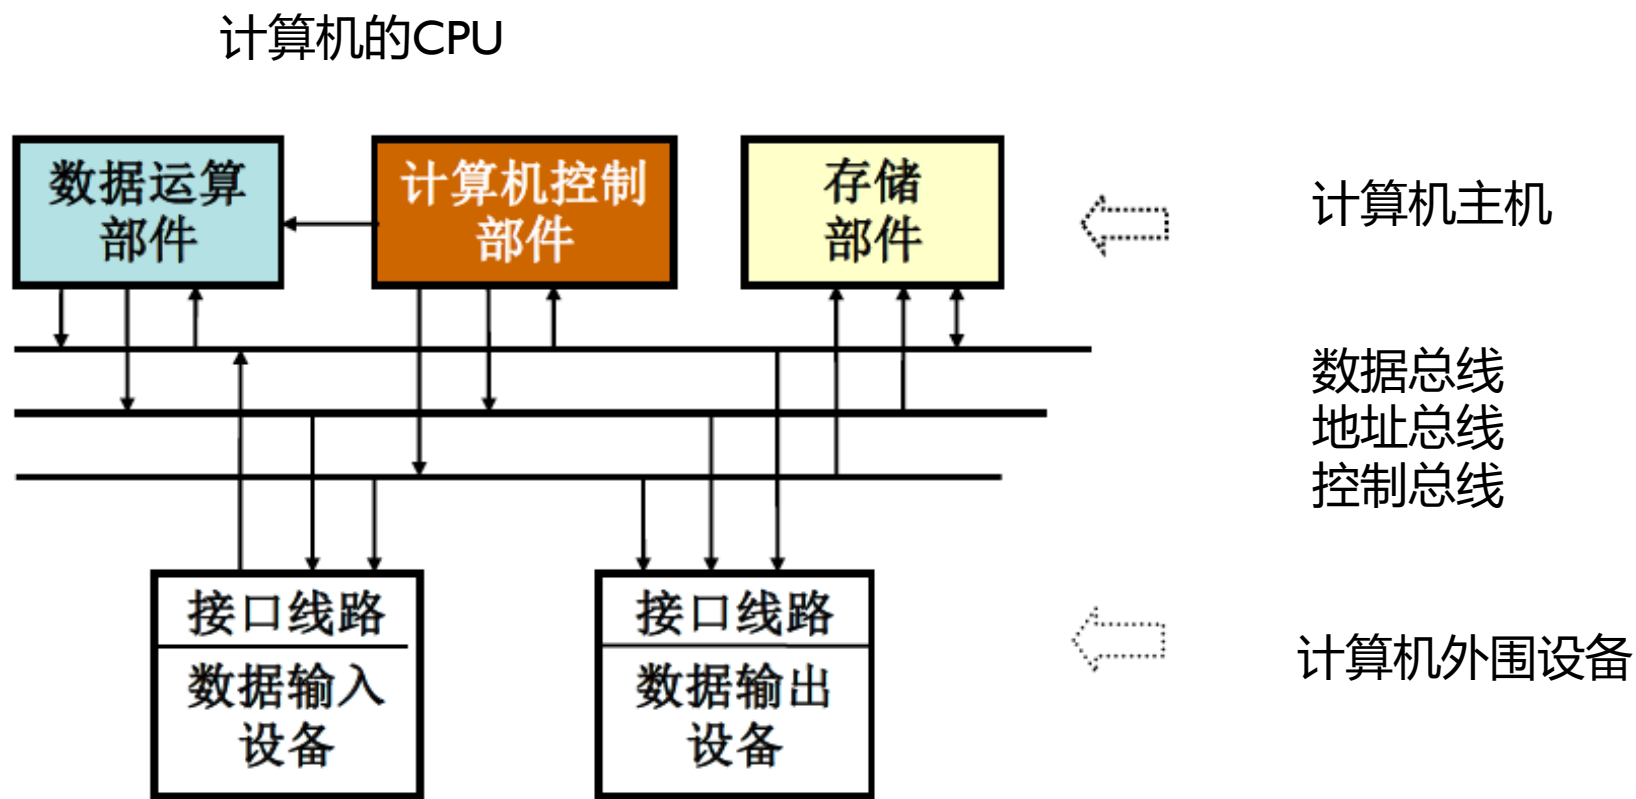 计算机的CPU
数据运算
部件
计算机控制
部件
存储
部件
计算机主机
数据总线
地址总线
控制总线
接口线路
数据输入
设备
接口线路
数据输出
设备
计算机外围设备